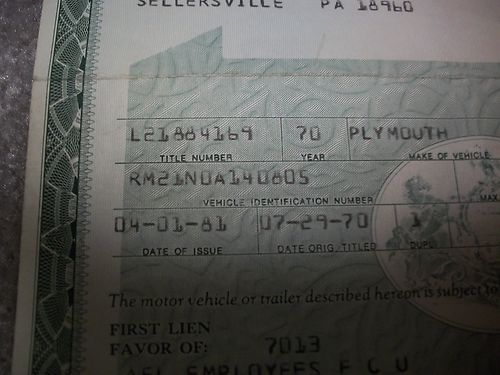 SELLERSVILLE PA 18960
L21884169 70 PLYMOUTH
TITLE NUMBER YEAR MAKE OF VEHICLE
RM21N0A140805
VEHICLE IDENTIFICATION NUMBER MAX
04-01-81 07-29-70 1
DATE OF ISSUE DATE ORIG. TITLED DUPL
The motor vehicle or trailer described hereon is subject to
FIRST LIEN
FAVOR OF: 7013
EMPLOYEES F C U